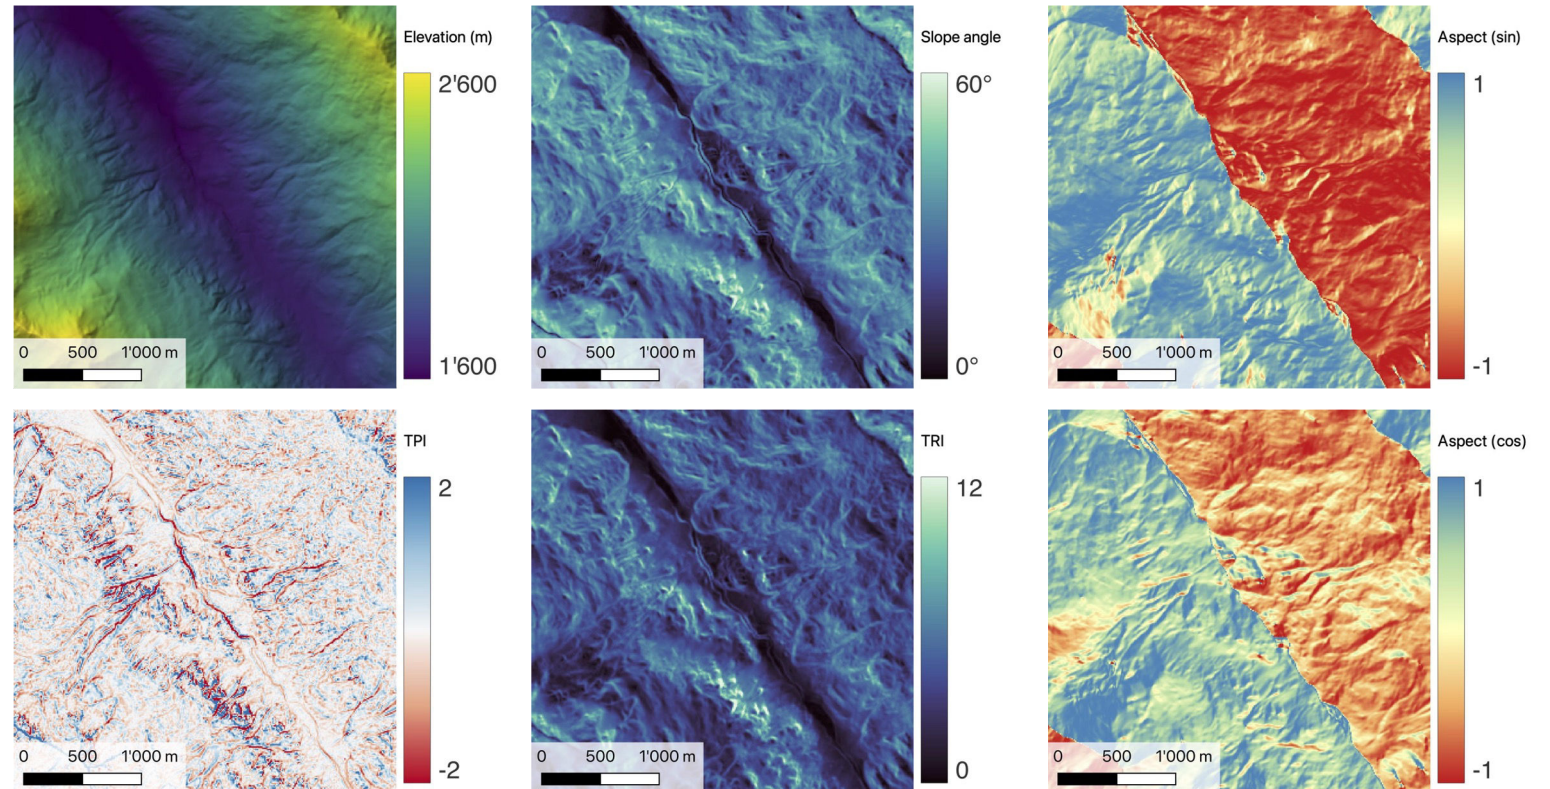 Elevation (m)
2'600
1'600
0 500 1'000 m
Slope angle
60°
0°
0 500 1'000 m
Aspect (sin)
1
-1
0 500 1'000 m
TPI
2
-2
0 500 1'000 m
TRI
12
0
0 500 1'000 m
Aspect (cos)
1
-1
0 500 1'000 m